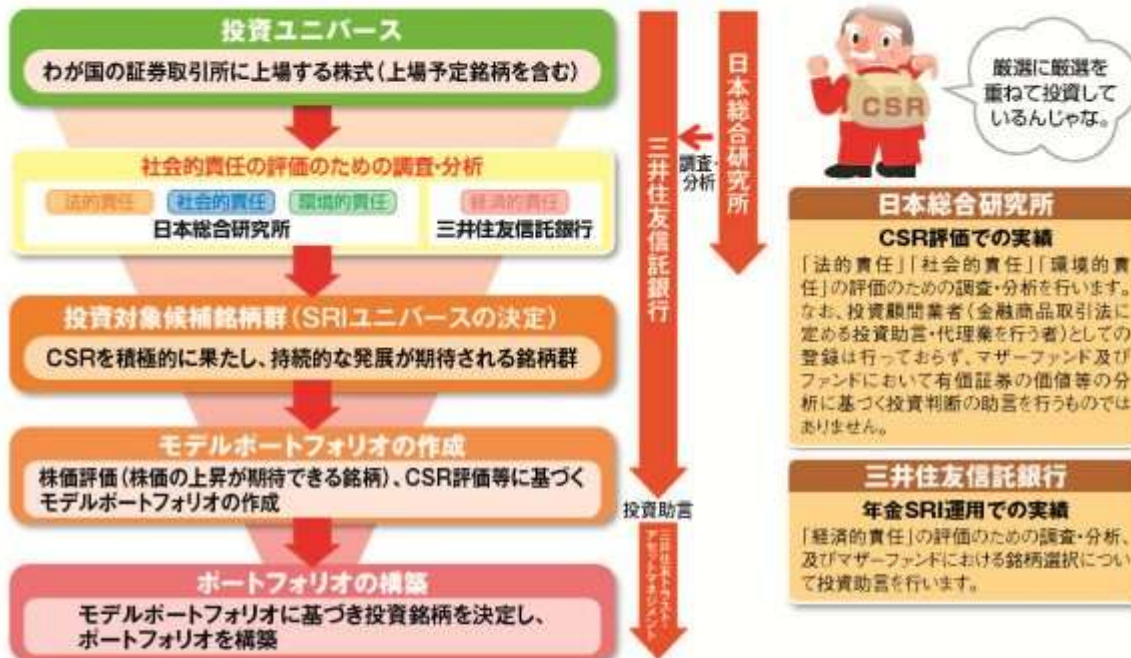 投資ユニバース
わが国の証券取引所に上場する株式（上場予定銘柄を含む）
社会的責任の評価のための調査・分析
法的責任 社会的責任 環境的責任 経済的責任
日本総合研究所 三井住友信託銀行
投資対象候補銘柄群（SRIユニバースの決定）
CSRを積極的に果たし、持続的な発展が期待される銘柄群
モデルポートフォリオの作成
株価評価（株価の上昇が期待できる銘柄）、CSR評価等に基づく
モデルポートフォリオの作成
ポートフォリオの構築
モデルポートフォリオに基づき投資銘柄を決定し、
ポートフォリオを構築
三井住友信託銀行
投資助言
三井住友トラスト・
アセットマネジメント
日本総合研究所
調査・
分析
CSR
厳選に厳選を
重ねて投資して
いるんじゃな。
日本総合研究所
CSR評価での実績
「法的責任」「社会的責任」「環境的責
任」の評価のための調査・分析を行います。
なお、投資顧問業者（金融商品取引法に
定める投資助言・代理業を行う者）としての
登録は行っておらず、マザーファンド及び
ファンドにおいて有価証券の価値等の分
析に基づく投資判断の助言を行うものでは
ありません。
三井住友信託銀行
年金SRI運用での実績
「経済的責任」の評価のための調査・分析、
及びマザーファンドにおける銘柄選択につい
て投資助言を行います。